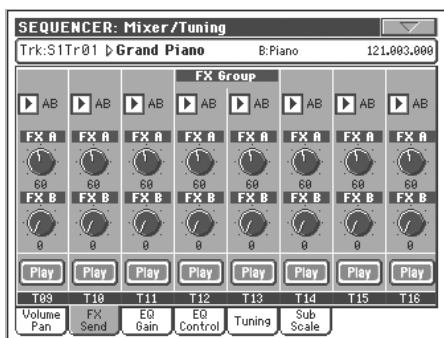 SEQUENCER: Mixer/Tuning
Trk:S1Tr01 Grand Piano B:Piano 121.003.000
FX Group
AB AB AB AB AB AB AB AB
FX A FX A FX A FX A FX A FX A FX A FX A
60 60 60 60 60 60 60 60
FX B FX B FX B FX B FX B FX B FX B FX B
0 0 0 0 0 0 0 0
Play Play Play Play Play Play Play Play
T09 T10 T11 T12 T13 T14 T15 T16
Volume Pan FX Send EQ Gain EQ Control Tuning Sub Scale